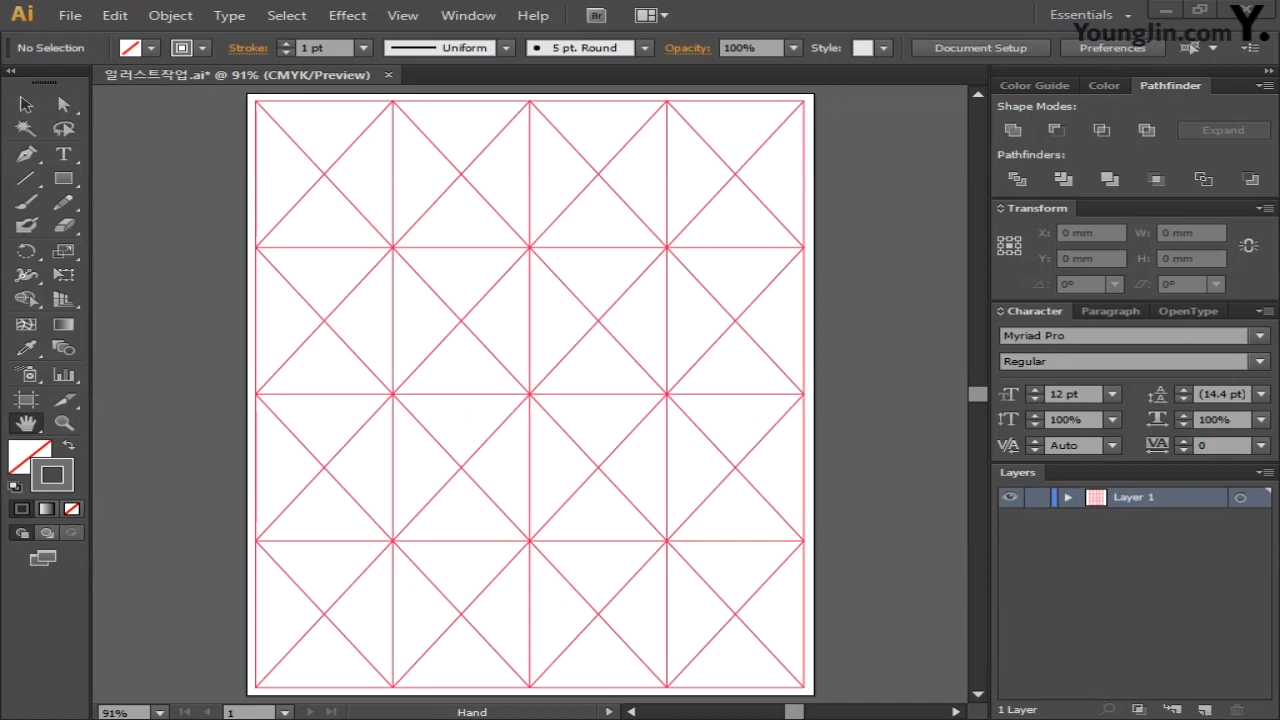 Ai File Edit Object Type Select Effect View Window Help Br Essentials
YoungJin.com Y.
No Selection Stroke: 1 pt Uniform 5 pt. Round Opacity: 100% Style: Document Setup Preferences
일러스트작업.ai* @ 91% (CMYK/Preview) ×
Color Guide Color Pathfinder
Shape Modes:
Expand
Pathfinders:
Transform
X: 0 mm W: 0 mm
Y: 0 mm H: 0 mm
0° 0°
Character Paragraph OpenType
Myriad Pro
Regular
12 pt (14.4 pt)
100% 100%
Auto 0
Layers
Layer 1
1 Layer
91% 1 Hand